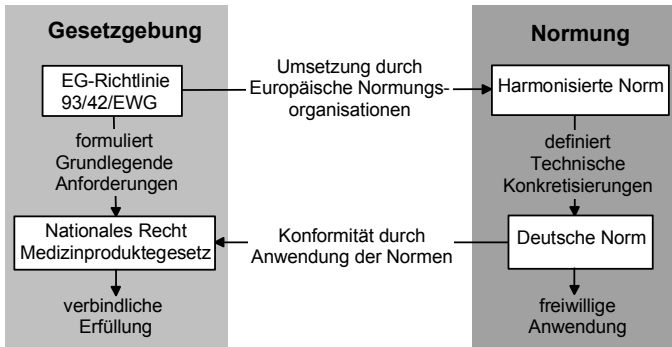 Gesetzgebung
EG-Richtlinie
93/42/EWG
formuliert
Grundlegende
Anforderungen
Nationales Recht
Medizinproduktegesetz
verbindliche
Erfüllung
Umsetzung durch
Europäische Normungs-
organisationen
Konformität durch
Anwendung der Normen
Normung
Harmonisierte Norm
definiert
Technische
Konkretisierungen
Deutsche Norm
freiwillige
Anwendung